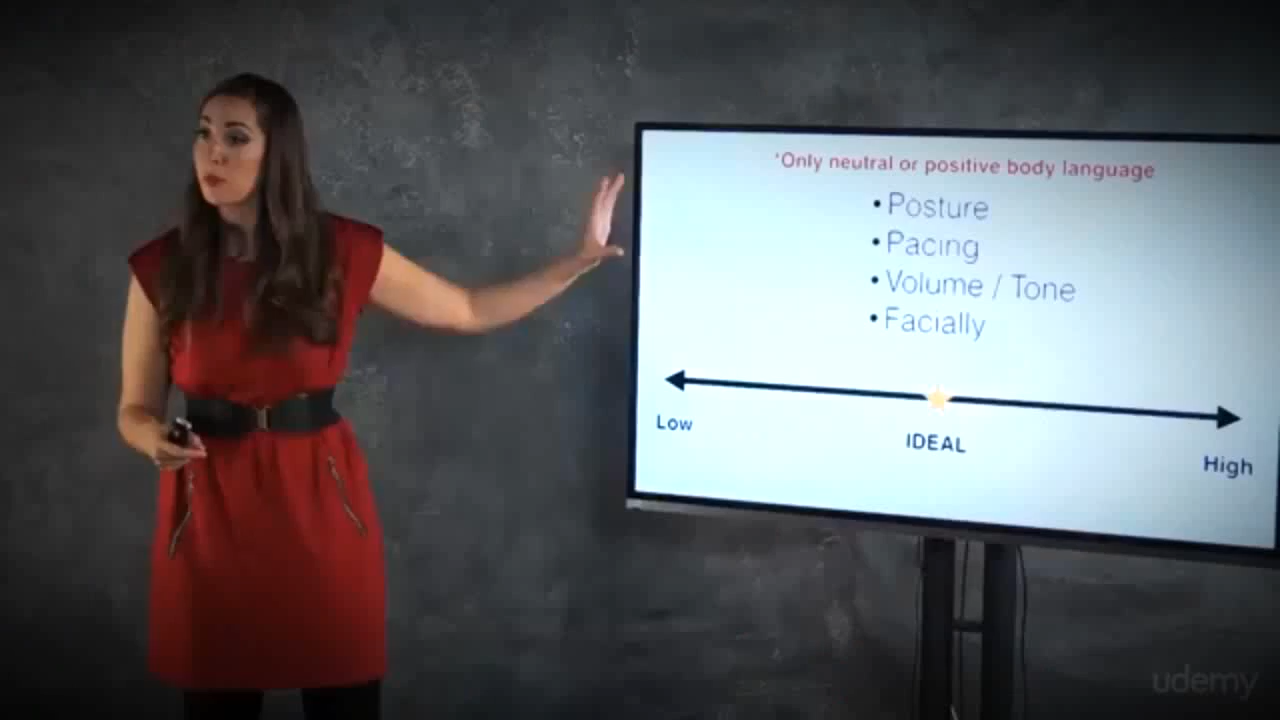 *Only neutral or positive body language
• Posture
• Pacing
• Volume / Tone
• Facially
Low
IDEAL
High
udemy